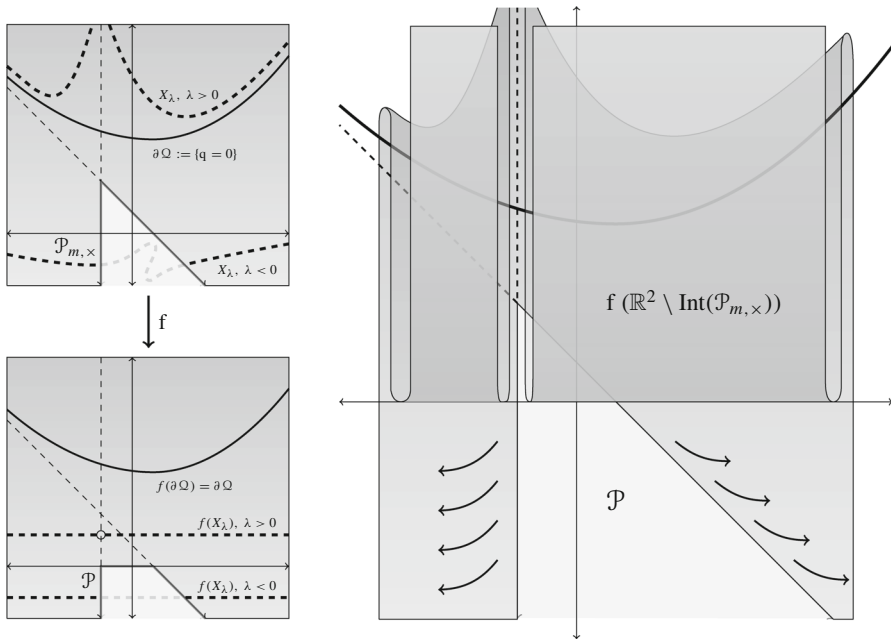 X_λ, λ > 0
∂Ω := {q = 0}
𝒫_{m,×}
X_λ, λ < 0
f
f(∂Ω) = ∂Ω
f(X_λ), λ > 0
𝒫
f(X_λ), λ < 0
f (ℝ² \ Int(𝒫_{m,×}))
𝒫